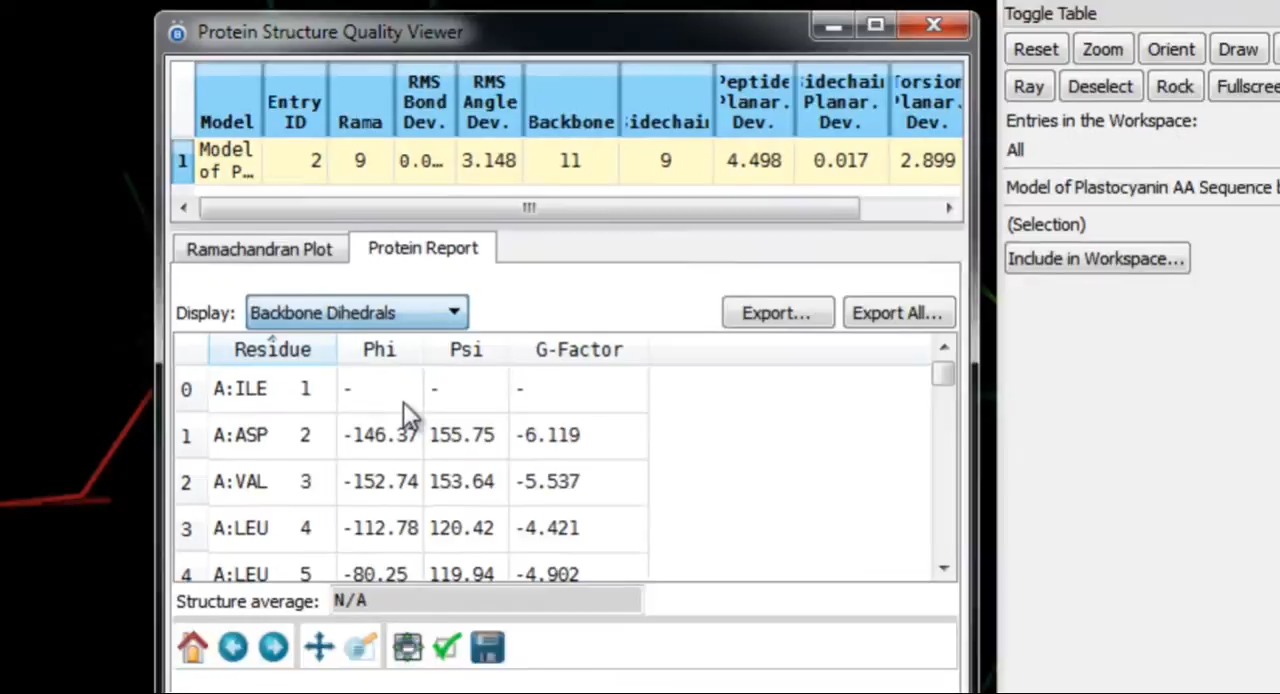 Protein Structure Quality Viewer
Model Entry ID Rama RMS Bond Dev. RMS Angle Dev. Backbone idechain Peptide Planar. Dev. idechain Planar. Dev. Torsion Planar. Dev.
1 Model of P... 2 9 0.0... 3.148 11 9 4.498 0.017 2.899
Ramachandran Plot Protein Report
Display: Backbone Dihedrals Export... Export All...
Residue Phi Psi G-Factor
0 A:ILE 1 - - -
1 A:ASP 2 -146.37 155.75 -6.119
2 A:VAL 3 -152.74 153.64 -5.537
3 A:LEU 4 -112.78 120.42 -4.421
4 A:LEU 5 -80.25 119.94 -4.902
Structure average: N/A
Toggle Table
Reset Zoom Orient Draw
Ray Deselect Rock Fullscree
Entries in the Workspace:
All
Model of Plastocyanin AA Sequence b
(Selection)
Include in Workspace...